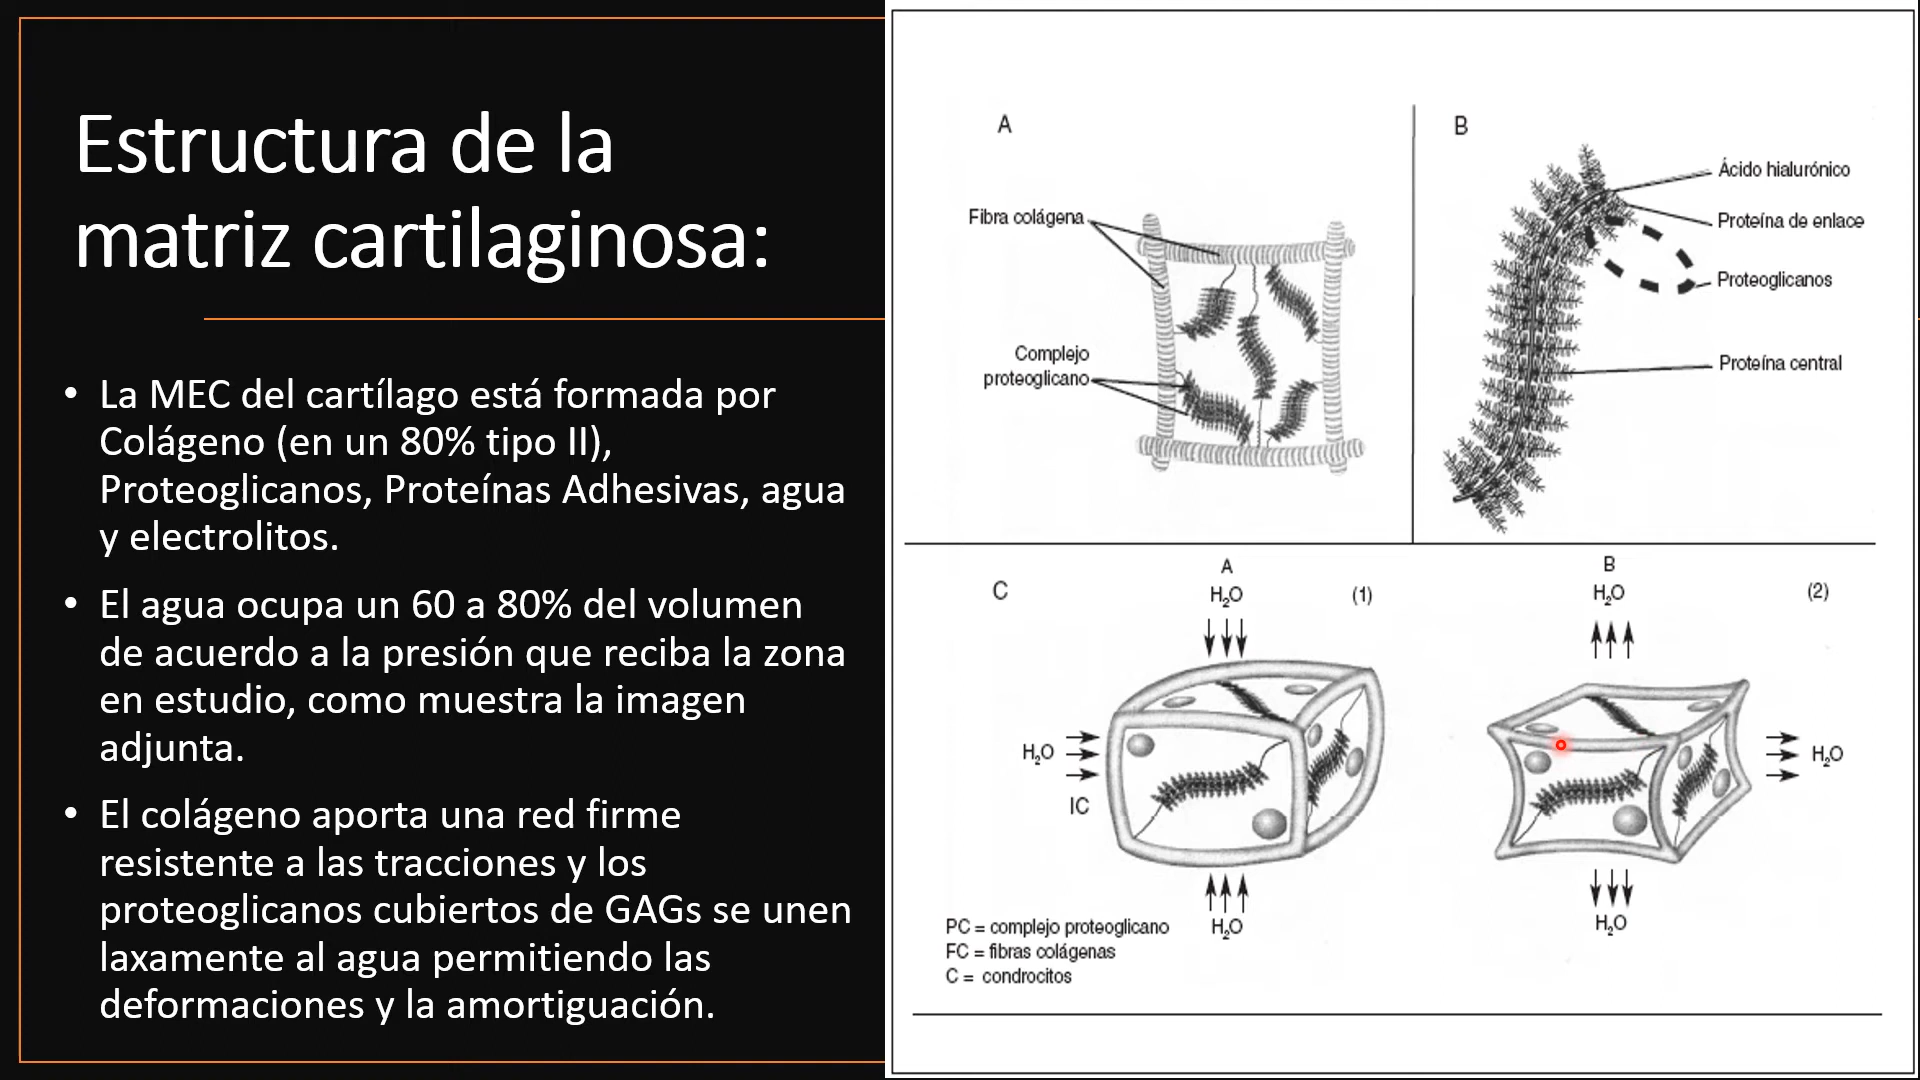 Estructura de la
matriz cartilaginosa:
• La MEC del cartílago está formada por
Colágeno (en un 80% tipo II),
Proteoglicanos, Proteínas Adhesivas, agua
y electrolitos.
• El agua ocupa un 60 a 80% del volumen
de acuerdo a la presión que reciba la zona
en estudio, como muestra la imagen
adjunta.
• El colágeno aporta una red firme
resistente a las tracciones y los
proteoglicanos cubiertos de GAGs se unen
laxamente al agua permitiendo las
deformaciones y la amortiguación.
A
Fibra colágena
Complejo
proteoglicano
B
Ácido hialurónico
Proteína de enlace
Proteoglicanos
Proteína central
C
A
H₂O
(1)
H₂O
IC
H₂O
B
H₂O
(2)
H₂O
H₂O
PC = complejo proteoglicano
FC = fibras colágenas
C = condrocitos